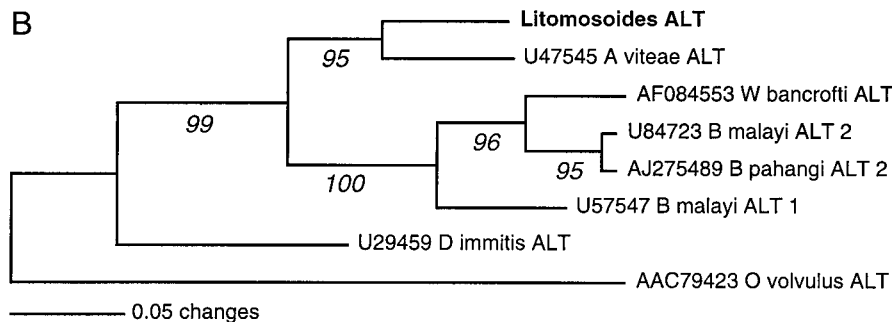 B
Litomosoides ALT
95
U47545 A viteae ALT
AF084553 W bancrofti ALT
99
U84723 B malayi ALT 2
96
95
AJ275489 B pahangi ALT 2
100
U57547 B malayi ALT 1
U29459 D immitis ALT
AAC79423 O volvulus ALT
0.05 changes